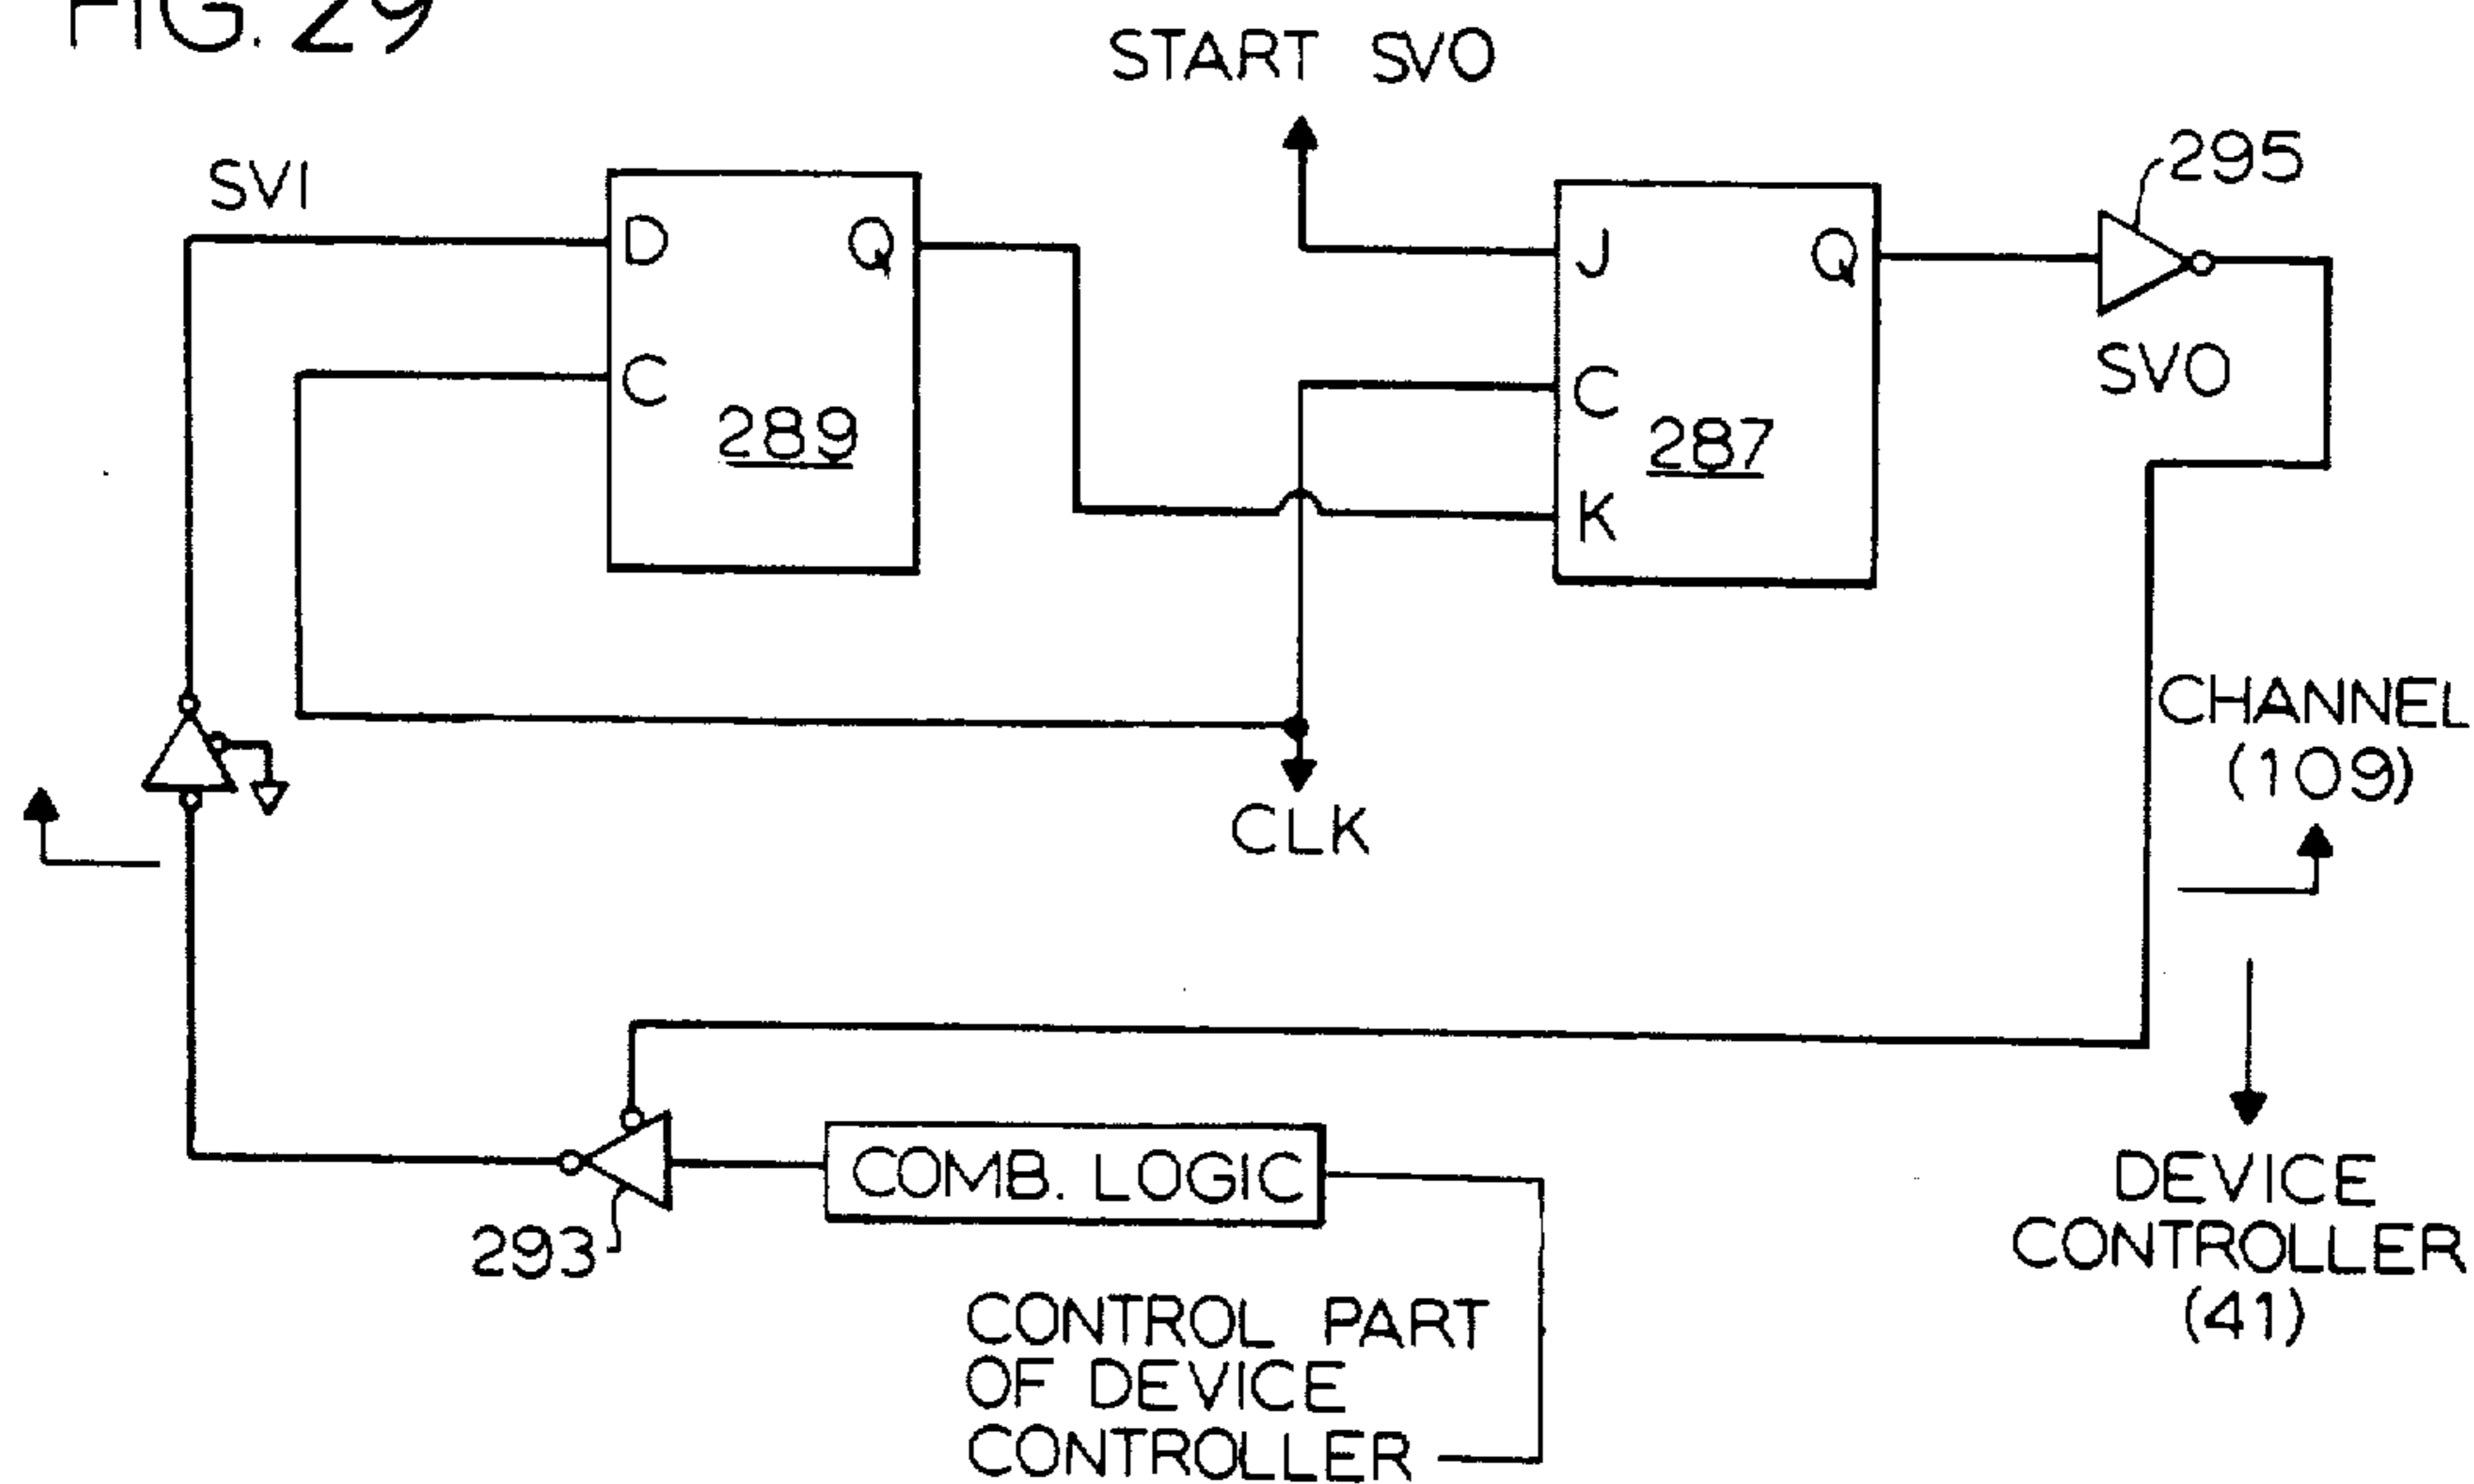 FIG. 29
START SVO
SVI
295
D
Q
J
Q
C
289
C
287
K
SVO
CHANNEL
(109)
CLK
COMB. LOGIC
293
DEVICE
CONTROLLER
(41)
CONTROL PART
OF DEVICE
CONTROLLER